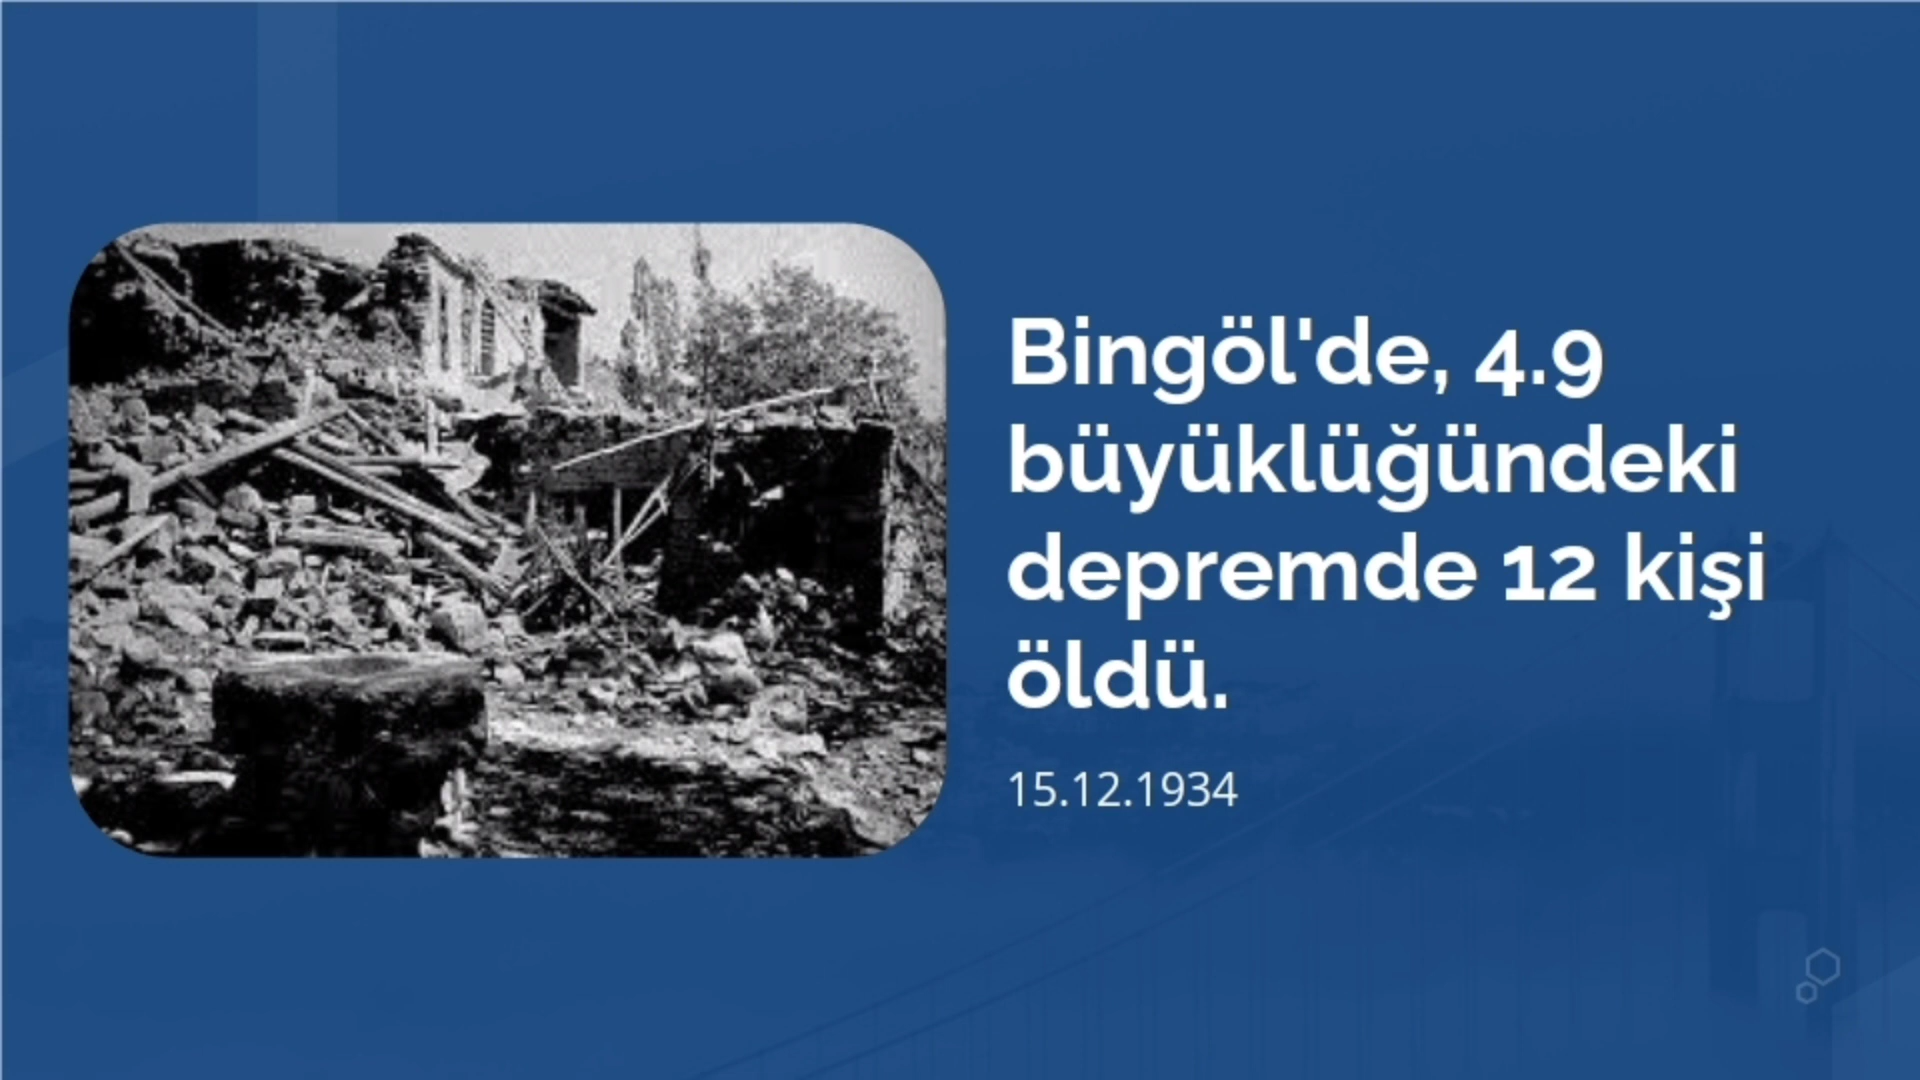 Bingöl'de, 4.9
büyüklüğündeki
depremde 12 kişi
öldü.
15.12.1934